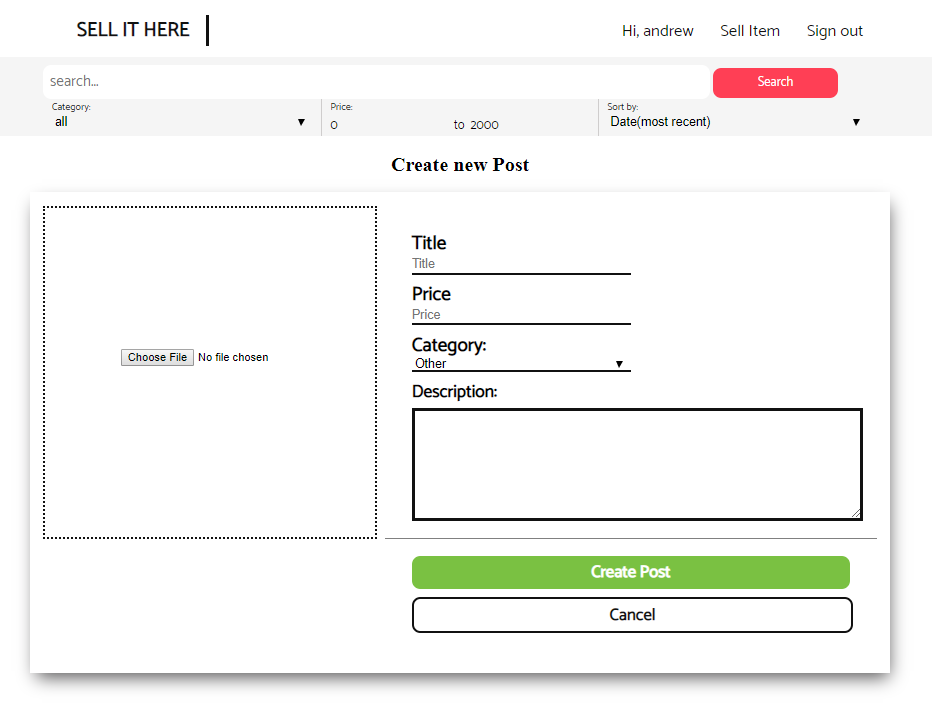 SELL IT HERE
Hi, andrew Sell Item Sign out
search...
Search
Category: Price: Sort by:
all 0 to 2000 Date(most recent)
Create new Post
Title
Title
Price
Price
Category:
Other
Choose File No file chosen
Description:
Create Post
Cancel